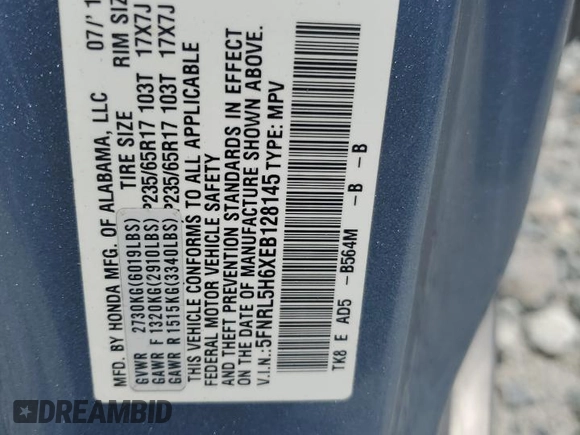 MFD. BY HONDA MFG. OF ALABAMA, LLC 07/' 1
TIRE SIZE RIM SIZ
GVWR 2730KG(6019LBS)
GAWR F 1320KG(2910LBS) P235/65R17 103T 17X7J
GAWR R 1515KG(3340LBS) P235/65R17 103T 17X7J
THIS VEHICLE CONFORMS TO ALL APPLICABLE
FEDERAL MOTOR VEHICLE SAFETY
AND THEFT PREVENTION STANDARDS IN EFFECT
ON THE DATE OF MANUFACTURE SHOWN ABOVE.
V.I.N.: 5FNRL5H6XEB128145 TYPE: MPV
TK8 E AD5 -B564M -B -B
DREAMBID